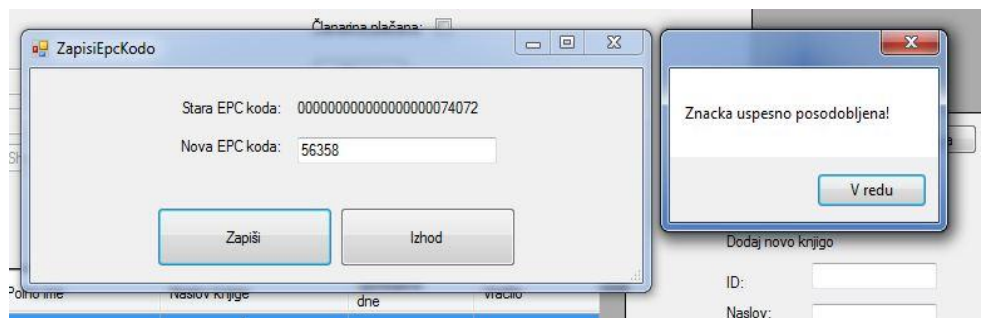 Članarina plačana:
ZapisiEpcKodo
Stara EPC koda: 000000000000000000074072
Nova EPC koda: 56358
Zapiši
Izhod
Znacka uspesno posodobljena!
V redu
Dodaj novo knjigo
ID:
Naslov:
Polno ime
Naslov knjige
dne
vračilo